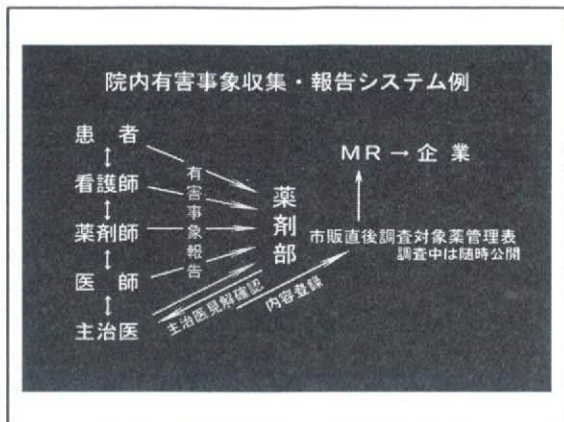 院内有害事象収集・報告システム例
患者
看護師
薬剤師
医師
主治医
有害事象報告
薬剤部
主治医見解確認
内容登録
MR→企業
市販直後調査対象薬管理表
調査中は随時公開